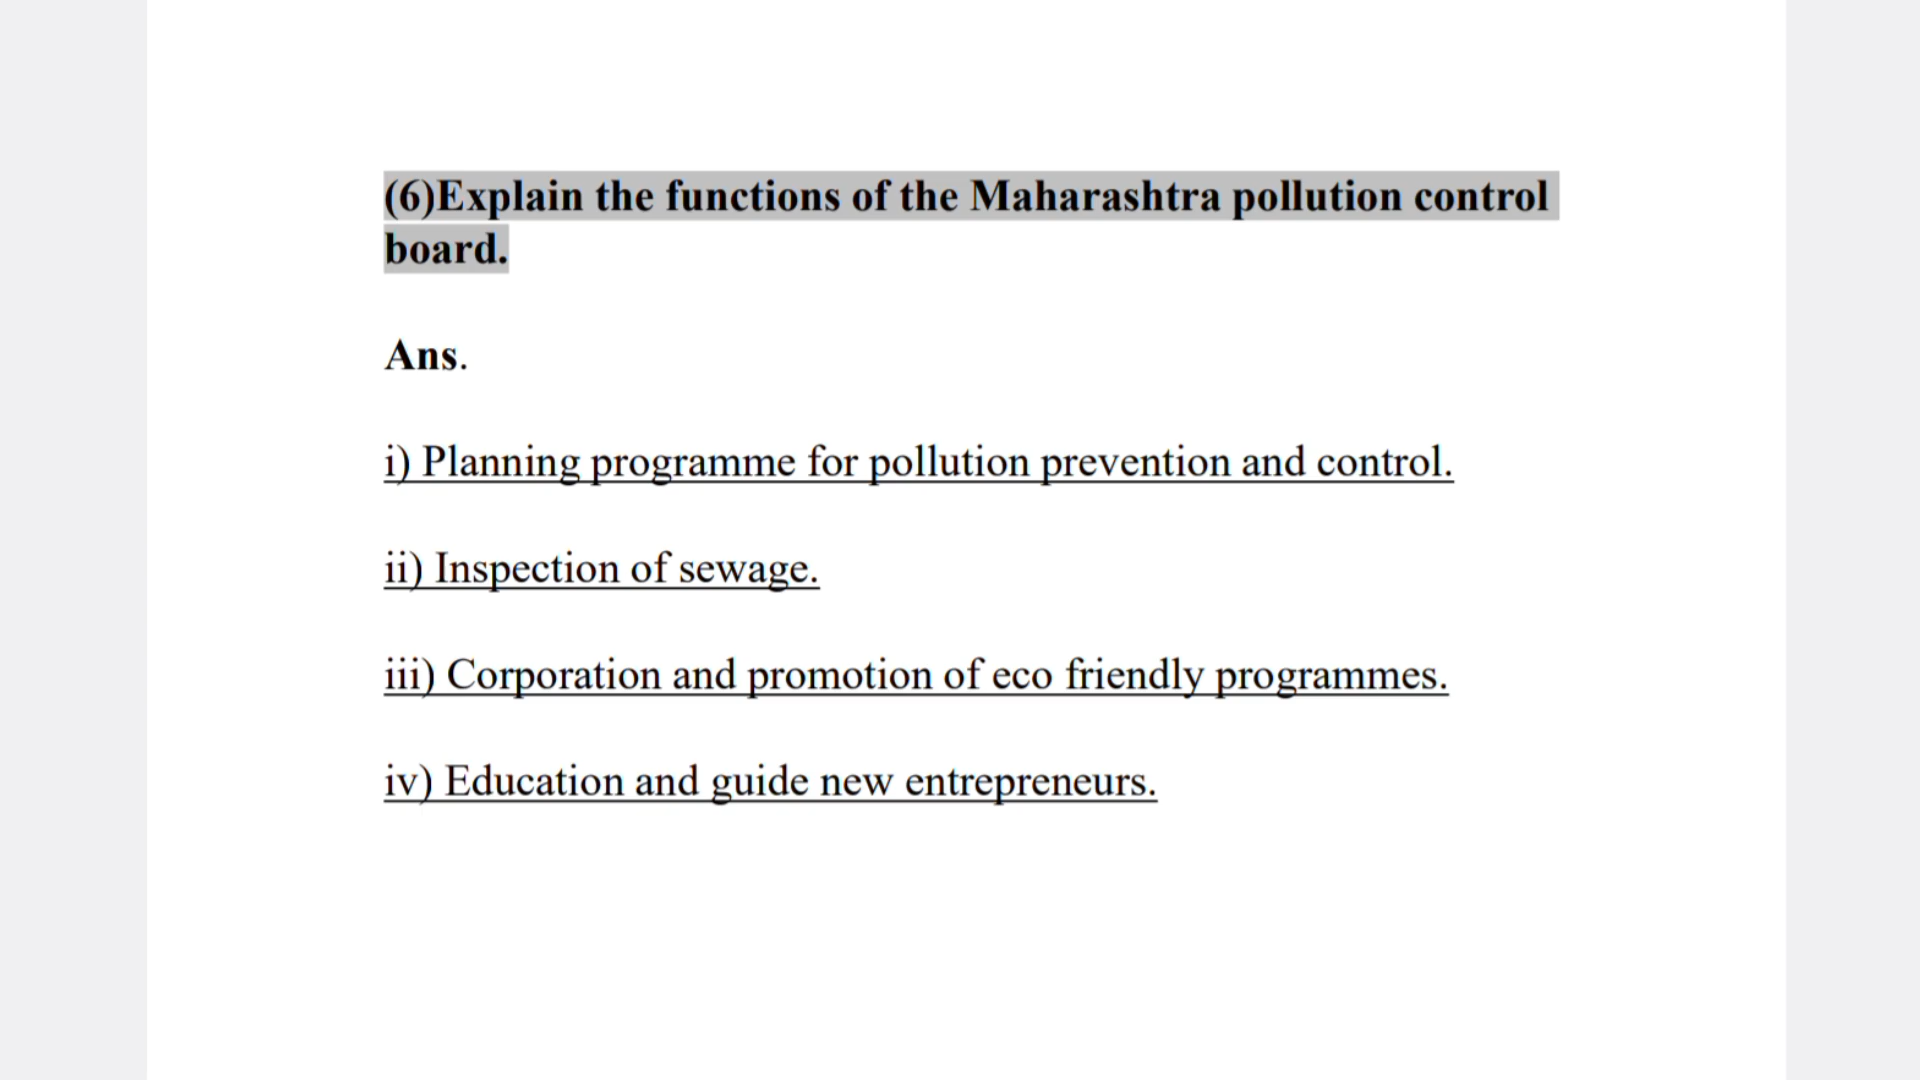 (6)Explain the functions of the Maharashtra pollution control
board.
Ans.
i) Planning programme for pollution prevention and control.
ii) Inspection of sewage.
iii) Corporation and promotion of eco friendly programmes.
iv) Education and guide new entrepreneurs.